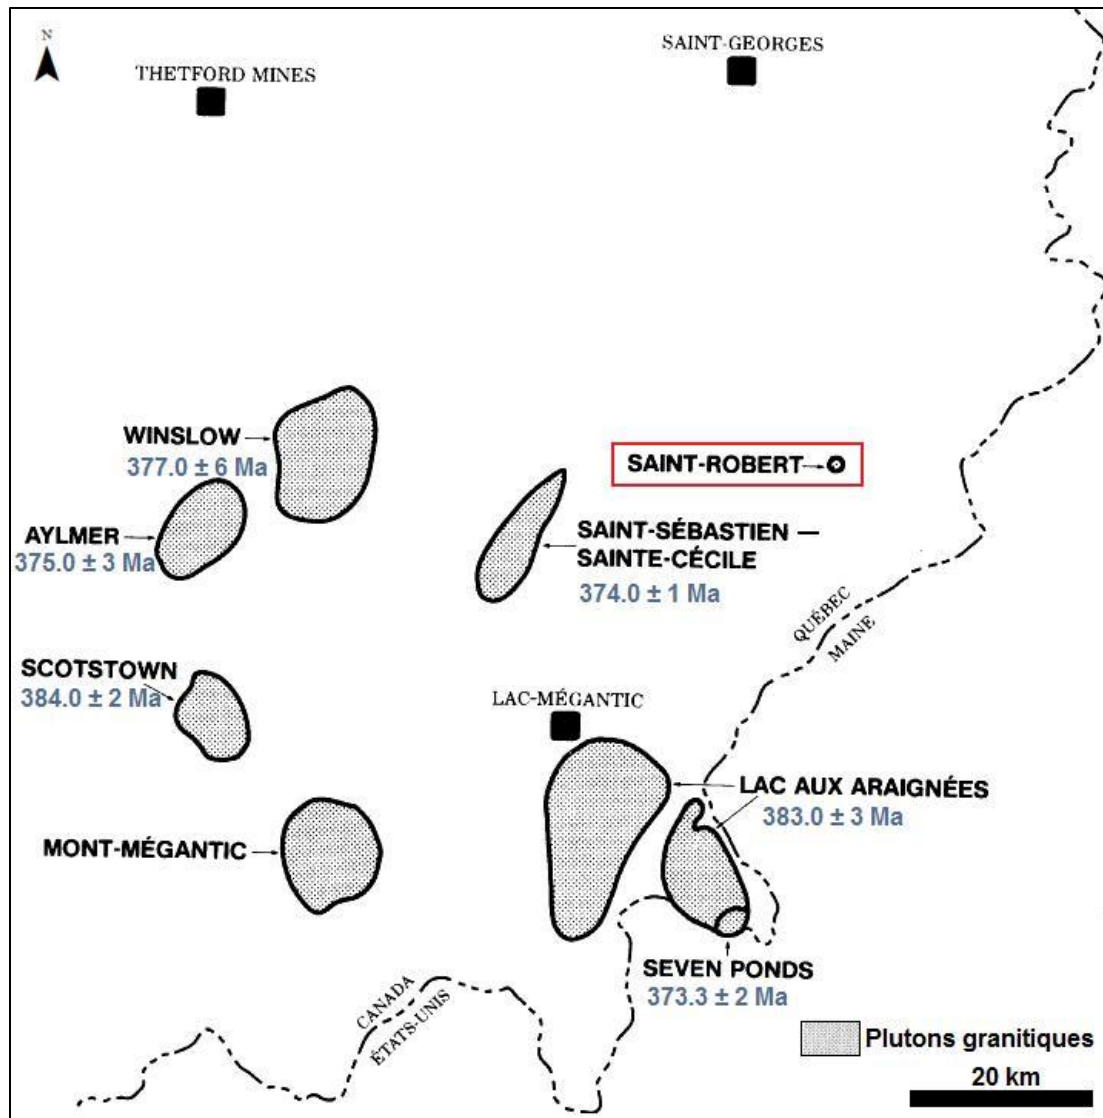 N
THETFORD MINES
SAINT-GEORGES
WINSLOW
377.0 ± 6 Ma
SAINT-ROBERT
AYLMER
375.0 ± 3 Ma
SAINT-SÉBASTIEN —
SAINTE-CÉCILE
374.0 ± 1 Ma
QUÉBEC
MAINE
SCOTSTOWN
384.0 ± 2 Ma
LAC-MÉGANTIC
LAC AUX ARAIGNÉES
383.0 ± 3 Ma
MONT-MÉGANTIC
SEVEN PONDS
373.3 ± 2 Ma
CANADA
ÉTATS-UNIS
Plutons granitiques
20 km